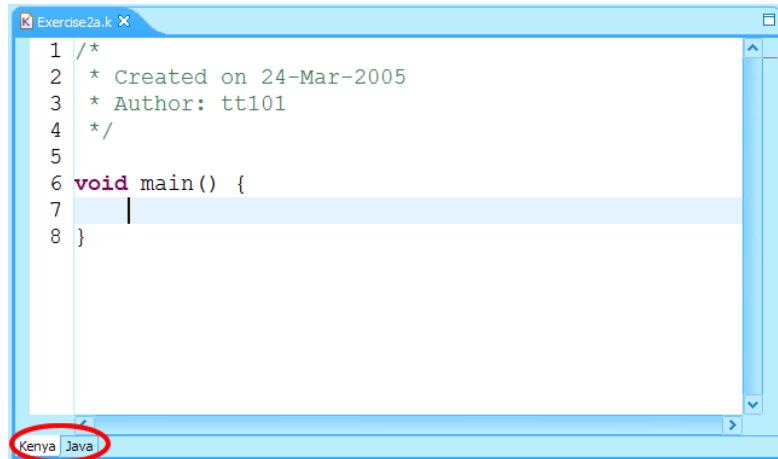 K Exercise2a.k
1 /*
2  * Created on 24-Mar-2005
3  * Author: tt101
4  */
5
6 void main() {
7
8 }
Kenya Java